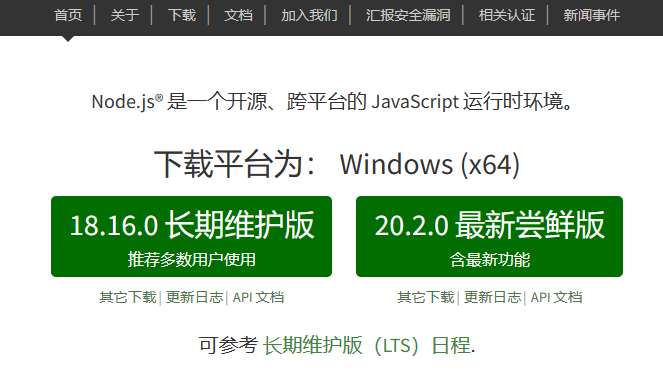 首页 | 关于 | 下载 | 文档 | 加入我们 | 汇报安全漏洞 | 相关认证 | 新闻事件
Node.js® 是一个开源、跨平台的 JavaScript 运行时环境。
下载平台为： Windows (x64)
18.16.0 长期维护版
推荐多数用户使用
20.2.0 最新尝鲜版
含最新功能
其它下载 | 更新日志 | API 文档
其它下载 | 更新日志 | API 文档
可参考 长期维护版（LTS）日程.